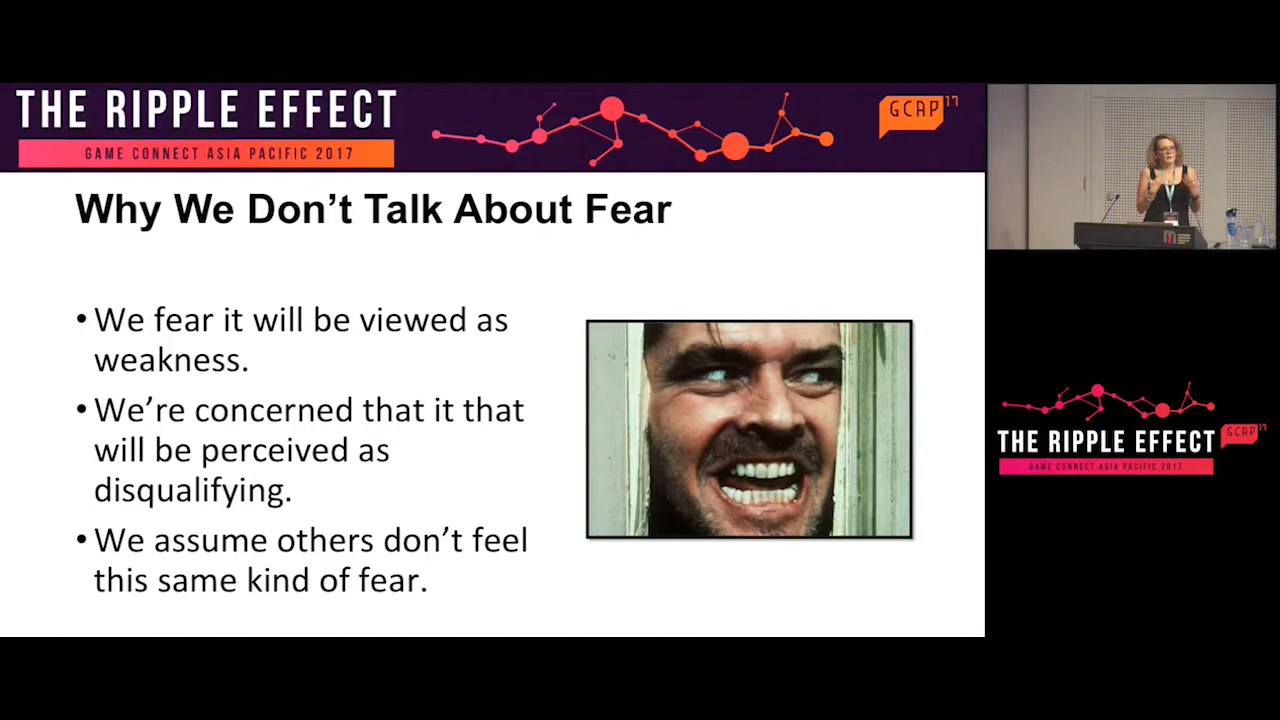 THE RIPPLE EFFECT
GAME CONNECT ASIA PACIFIC 2017
GCAP 17
Why We Don’t Talk About Fear
• We fear it will be viewed as
weakness.
• We’re concerned that it that
will be perceived as
disqualifying.
• We assume others don’t feel
this same kind of fear.
THE RIPPLE EFFECT
GCAP 17
GAME CONNECT ASIA PACIFIC 2017